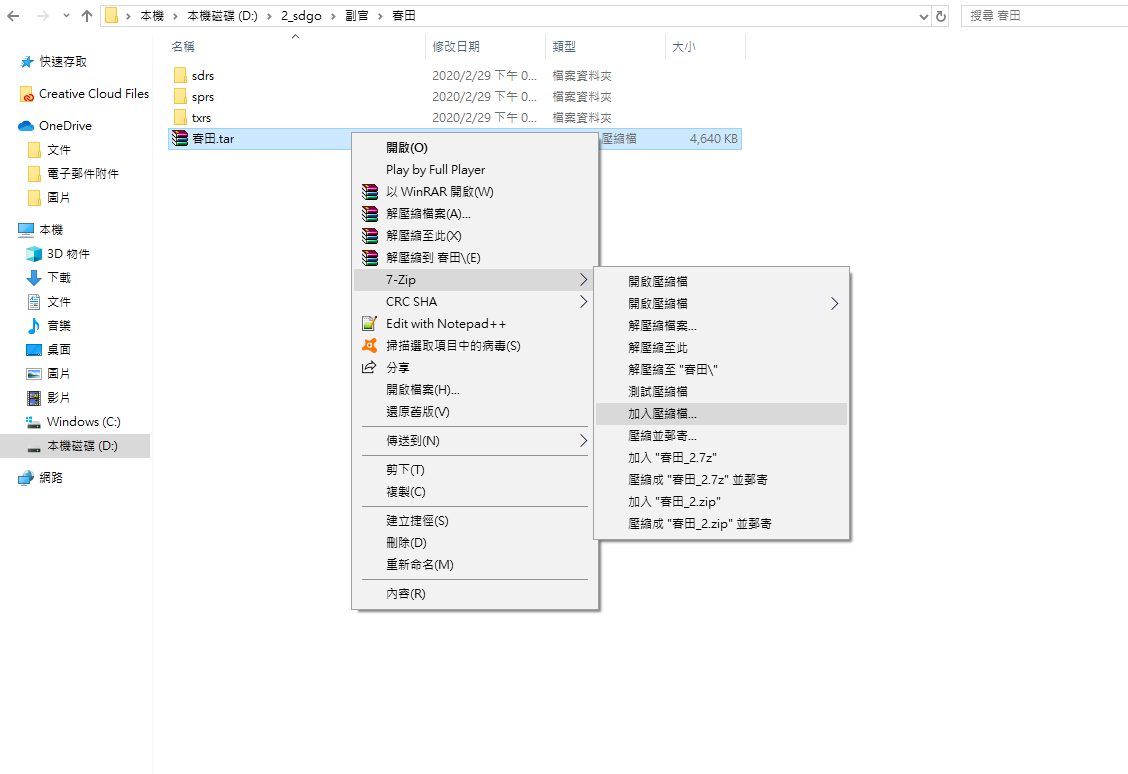 本機 > 本機磁碟 (D:) > 2_sdgo > 副官 > 春田
搜尋 春田
名稱 修改日期 類型 大小
快速存取
Creative Cloud Files
OneDrive
文件
電子郵件附件
圖片
本機
3D 物件
下載
文件
音樂
桌面
圖片
影片
Windows (C:)
本機磁碟 (D:)
網路
sdrs 2020/2/29 下午 0... 檔案資料夾
sprs 2020/2/29 下午 0... 檔案資料夾
txrs 2020/2/29 下午 0... 檔案資料夾
春田.tar 壓縮檔 4,640 KB
開啟(O)
Play by Full Player
以 WinRAR 開啟(W)
解壓縮檔案(A)...
解壓縮至此(X)
解壓縮到 春田\(E)
7-Zip
CRC SHA
Edit with Notepad++
掃描選取項目中的病毒(S)
分享
開啟檔案(H)...
還原舊版(V)
傳送到(N)
剪下(T)
複製(C)
建立捷徑(S)
刪除(D)
重新命名(M)
內容(R)
開啟壓縮檔
開啟壓縮檔
解壓縮檔案...
解壓縮至此
解壓縮至 "春田\"
測試壓縮檔
加入壓縮檔...
壓縮並郵寄...
加入 "春田_2.7z"
壓縮成 "春田_2.7z" 並郵寄
加入 "春田_2.zip"
壓縮成 "春田_2.zip" 並郵寄